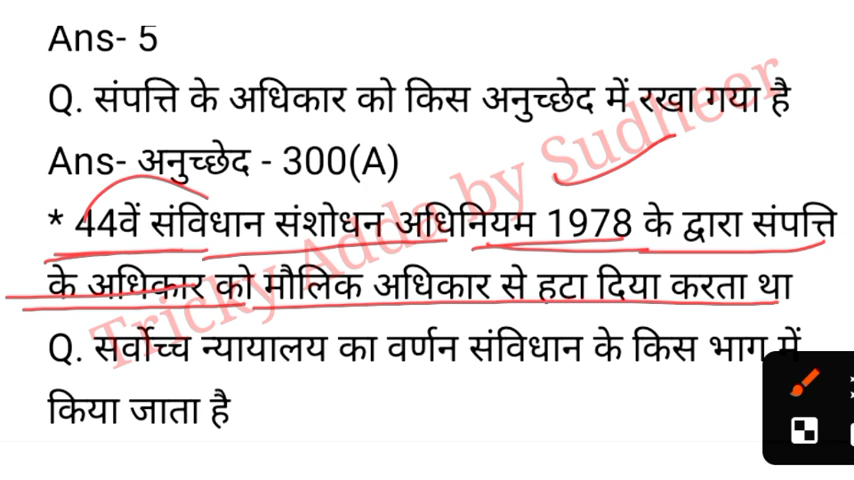 Ans- 5
Q. संपत्ति के अधिकार को किस अनुच्छेद में रखा गया है
Ans- अनुच्छेद - 300(A)
* 44वें संविधान संशोधन अधिनियम 1978 के द्वारा संपत्ति
के अधिकार को मौलिक अधिकार से हटा दिया करता था
Q. सर्वोच्च न्यायालय का वर्णन संविधान के किस भाग में
किया जाता है
Tricky Adda by Sudheer